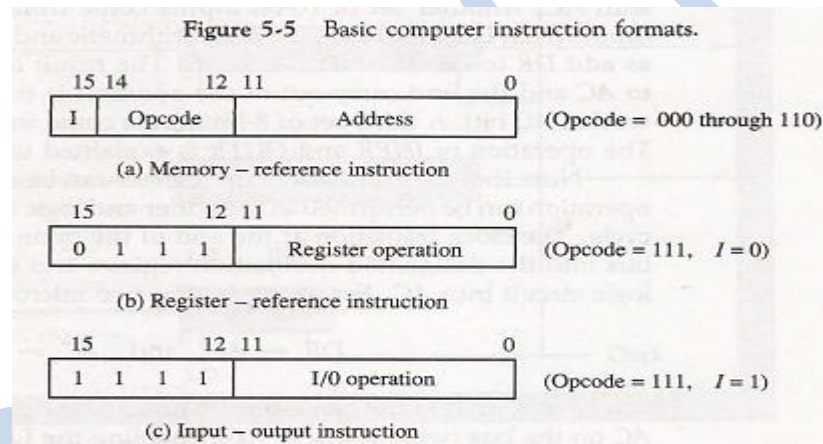 Figure 5-5 Basic computer instruction formats.
15 14 12 11 0
I Opcode Address (Opcode = 000 through 110)
(a) Memory – reference instruction
15 12 11 0
0 1 1 1 Register operation (Opcode = 111, I = 0)
(b) Register – reference instruction
15 12 11 0
1 1 1 1 I/0 operation (Opcode = 111, I = 1)
(c) Input – output instruction